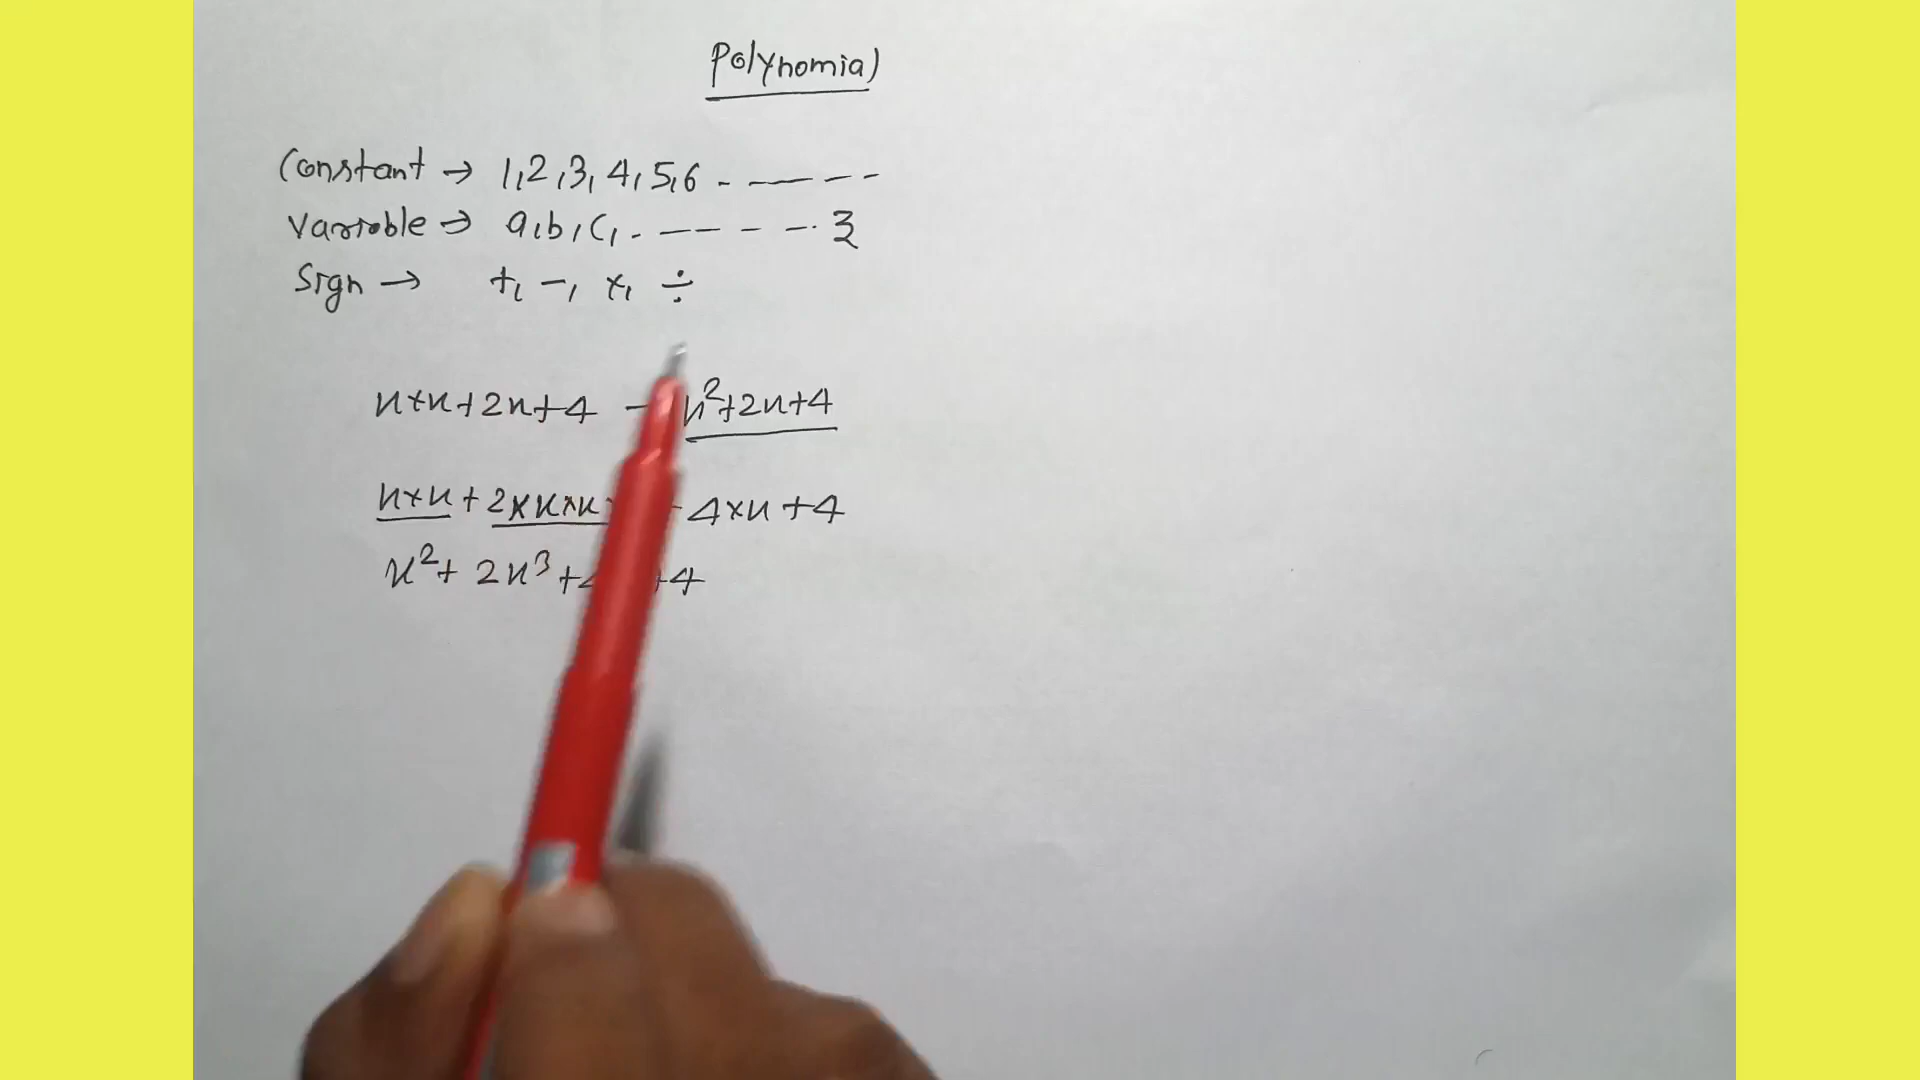 Polynomial
Constant → 1, 2, 3, 4, 5, 6 - — - -
Variable → a, b, c, - — - - - z
Sign → +, -, ×, ÷
x×x+2x+4 - x²+2x+4
x×x + 2×x×x 4×x+4
x²+ 2x³ + +4